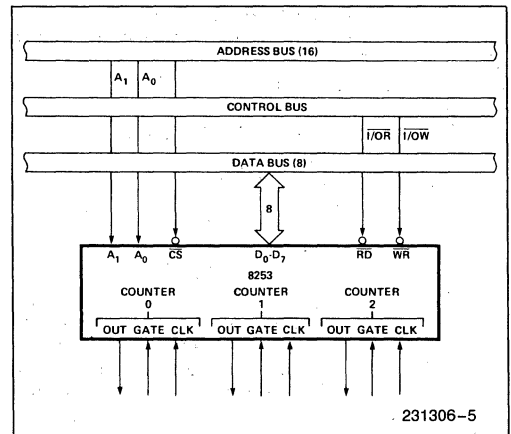 ADDRESS BUS (16)
A1 A0
CONTROL BUS
I/OR I/OW
DATA BUS (8)
8
A1 A0 CS D0-D7 RD WR
8253
COUNTER COUNTER COUNTER
0 1 2
OUT GATE CLK OUT GATE CLK OUT GATE CLK
231306-5